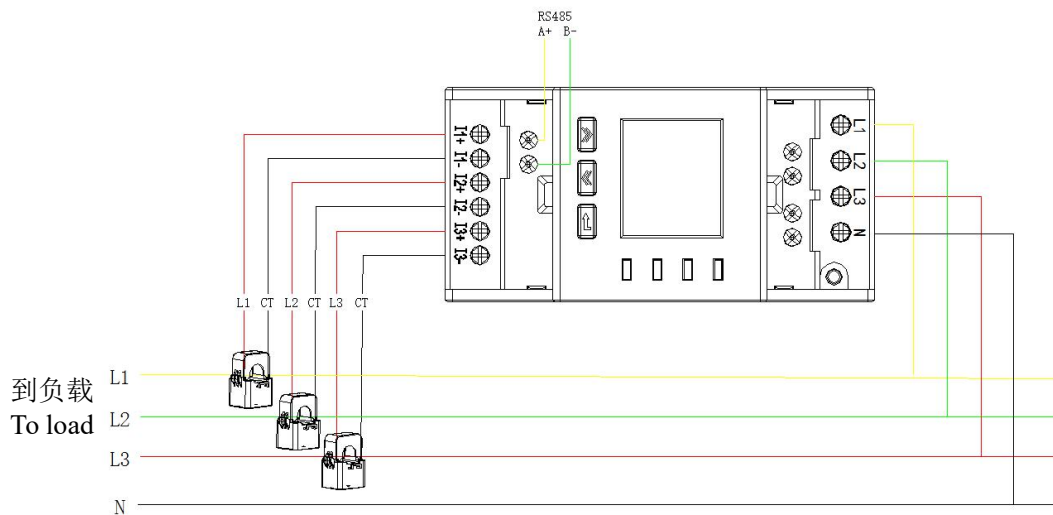 RS485
A+ B-
I1+
I1-
I2+
I2-
I3+
I3-
L1
L2
L3
N
L1 CT L2 CT L3 CT
到负载
To load
L1
L2
L3
N